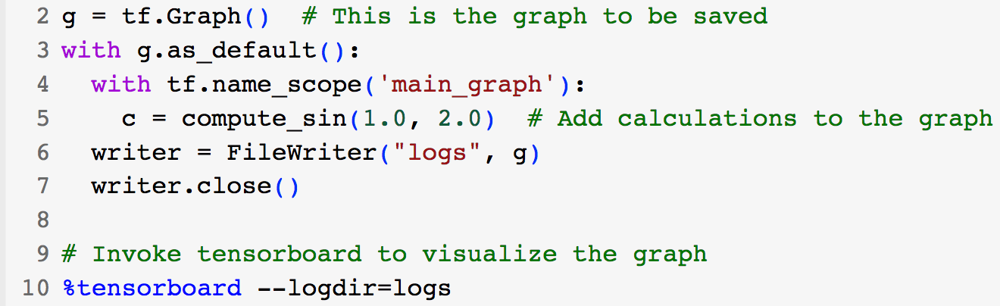 2 g = tf.Graph()  # This is the graph to be saved
3 with g.as_default():
4   with tf.name_scope('main_graph'):
5     c = compute_sin(1.0, 2.0)  # Add calculations to the graph
6   writer = FileWriter("logs", g)
7   writer.close()
8
9 # Invoke tensorboard to visualize the graph
10 %tensorboard --logdir=logs